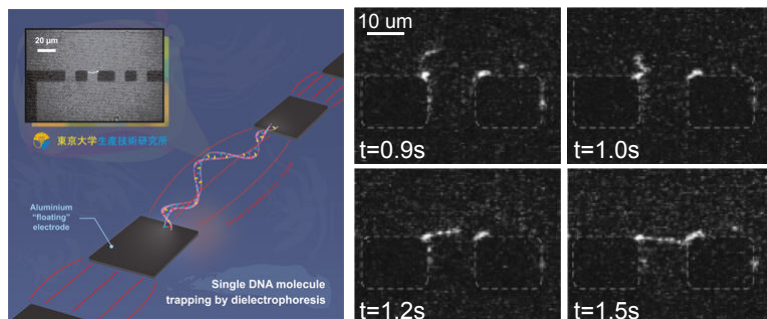 20 µm
東京大学生産技術研究所
Aluminium
"floating"
electrode
Single DNA molecule
trapping by dielectrophoresis
10 um
t=0.9s
t=1.0s
t=1.2s
t=1.5s